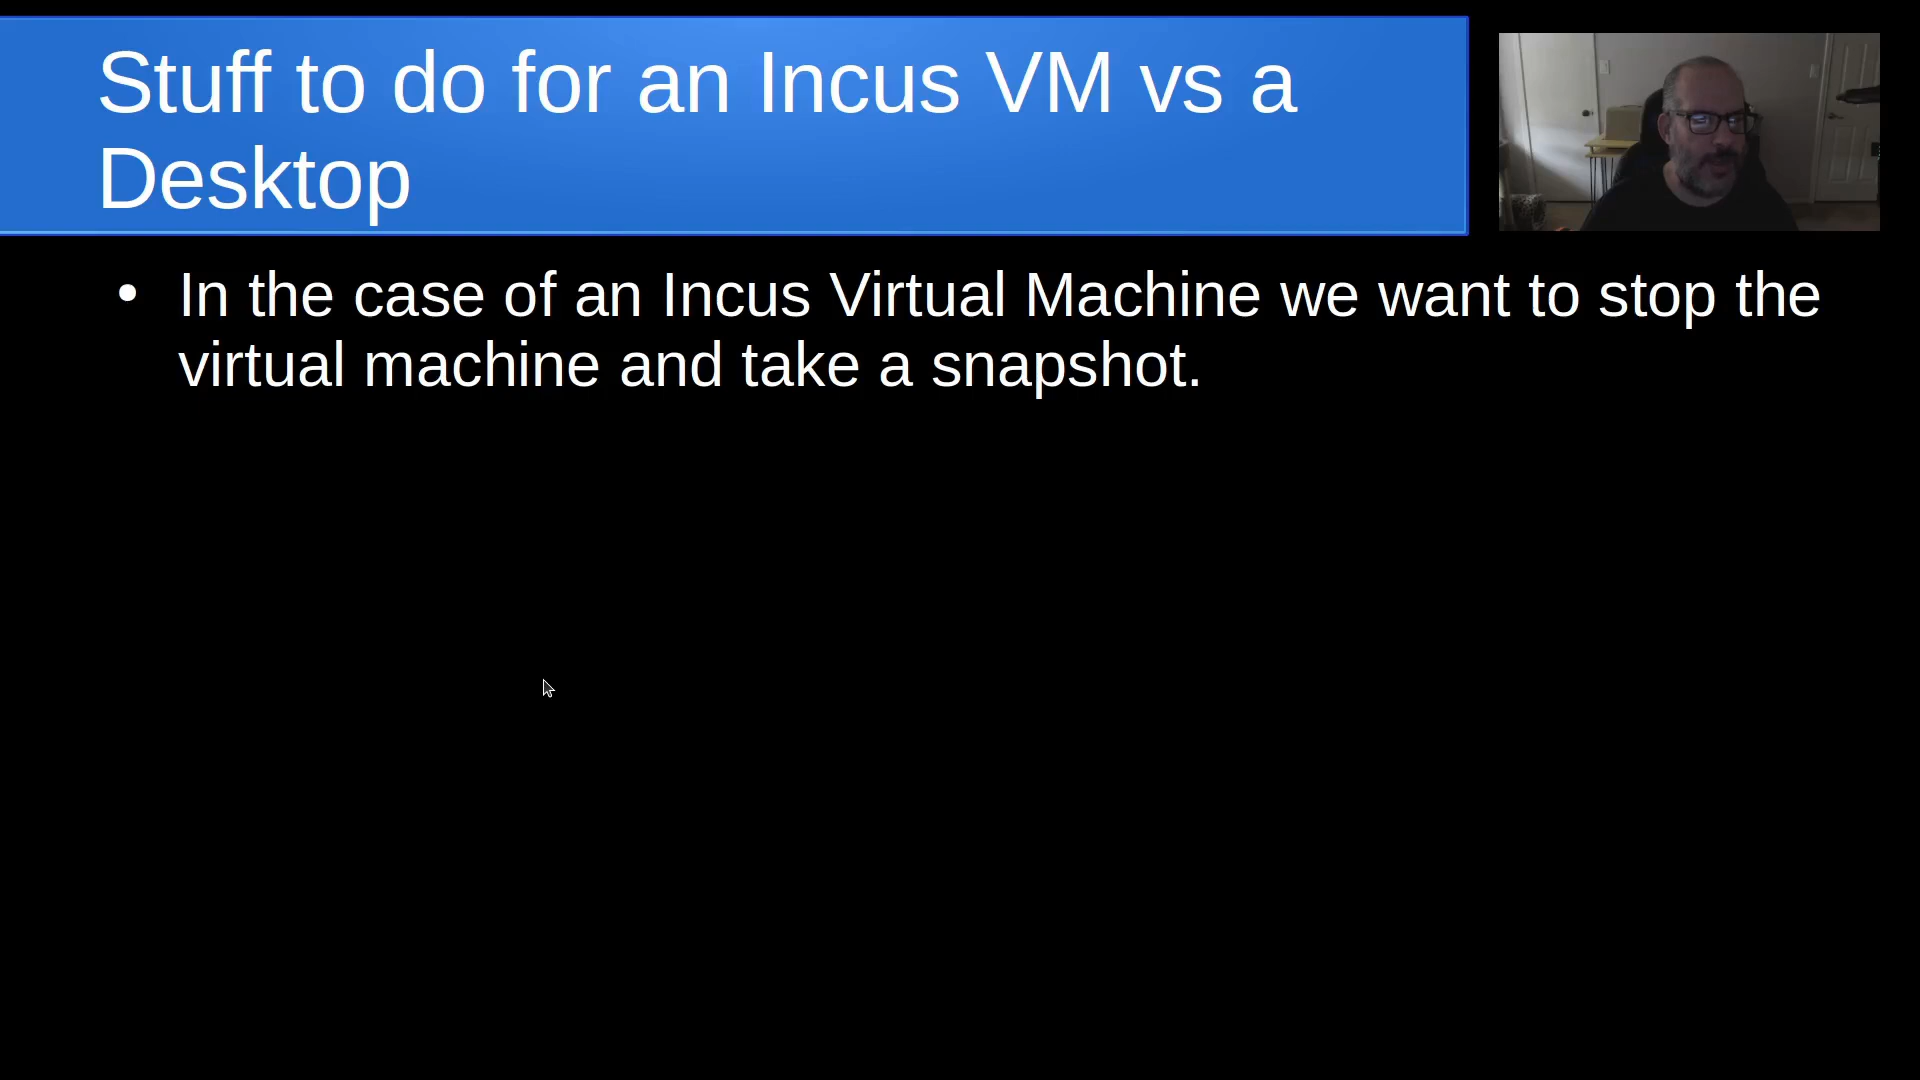 Stuff to do for an Incus VM vs a
Desktop
• In the case of an Incus Virtual Machine we want to stop the
virtual machine and take a snapshot.